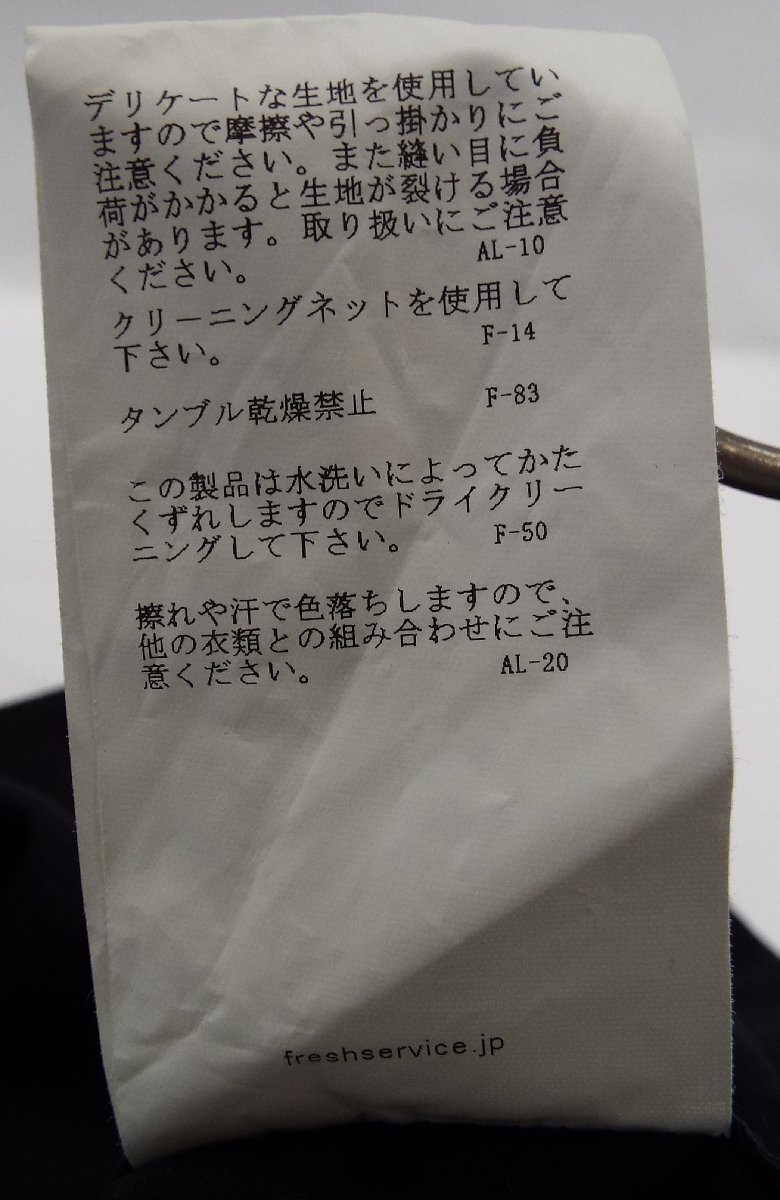 デリケートな生地を使用してい
ますので摩擦や引っ掛かりにご
注意ください。また縫い目に負
荷がかかると生地が裂ける場合
があります。取り扱いにご注意
ください。 AL-10
クリーニングネットを使用して
下さい。 F-14
タンブル乾燥禁止 F-83
この製品は水洗いによってかた
くずれしますのでドライクリー
ニングして下さい。 F-50
擦れや汗で色落ちしますので、
他の衣類との組み合わせにご注
意ください。 AL-20
freshservice.jp